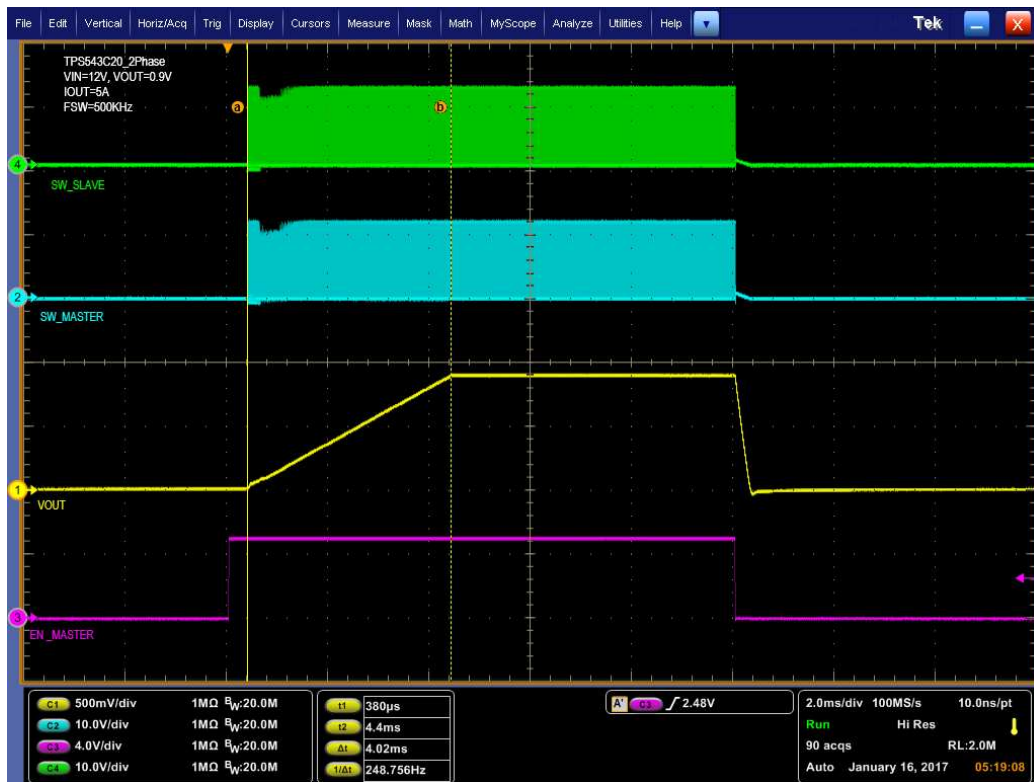 File Edit Vertical Horiz/Acq Trig Display Cursors Measure Mask Math MyScope Analyze Utilities Help Tek X
TPS543C20_2Phase
VIN=12V, VOUT=0.9V
IOUT=5A
FSW=500KHz
a
b
4
SW_SLAVE
2
SW_MASTER
1
VOUT
3
EN_MASTER
C1 500mV/div 1MΩ BW:20.0M
C2 10.0V/div 1MΩ BW:20.0M
C3 4.0V/div 1MΩ BW:20.0M
C4 10.0V/div 1MΩ BW:20.0M
t1 380µs
t2 4.4ms
Δt 4.02ms
1/Δt 248.756Hz
A' C3 2.48V
2.0ms/div 100MS/s 10.0ns/pt
Run Hi Res
90 acqs RL:2.0M
Auto January 16, 2017 05:19:08